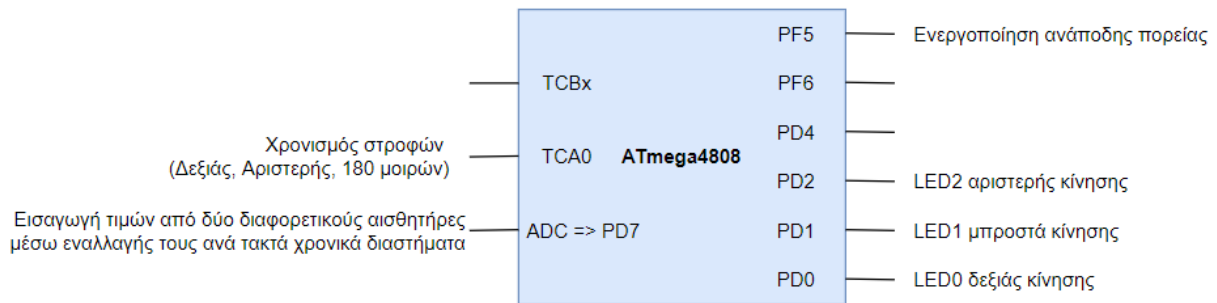 PF5 Ενεργοποίηση ανάποδης πορείας
TCBx PF6
Χρονισμός στροφών
(Δεξιάς, Αριστερής, 180 μοιρών)
TCA0 ATmega4808
PD4
PD2 LED2 αριστερής κίνησης
Εισαγωγή τιμών από δύο διαφορετικούς αισθητήρες
μέσω εναλλαγής τους ανά τακτά χρονικά διαστήματα
ADC => PD7
PD1 LED1 μπροστά κίνησης
PD0 LED0 δεξιάς κίνησης